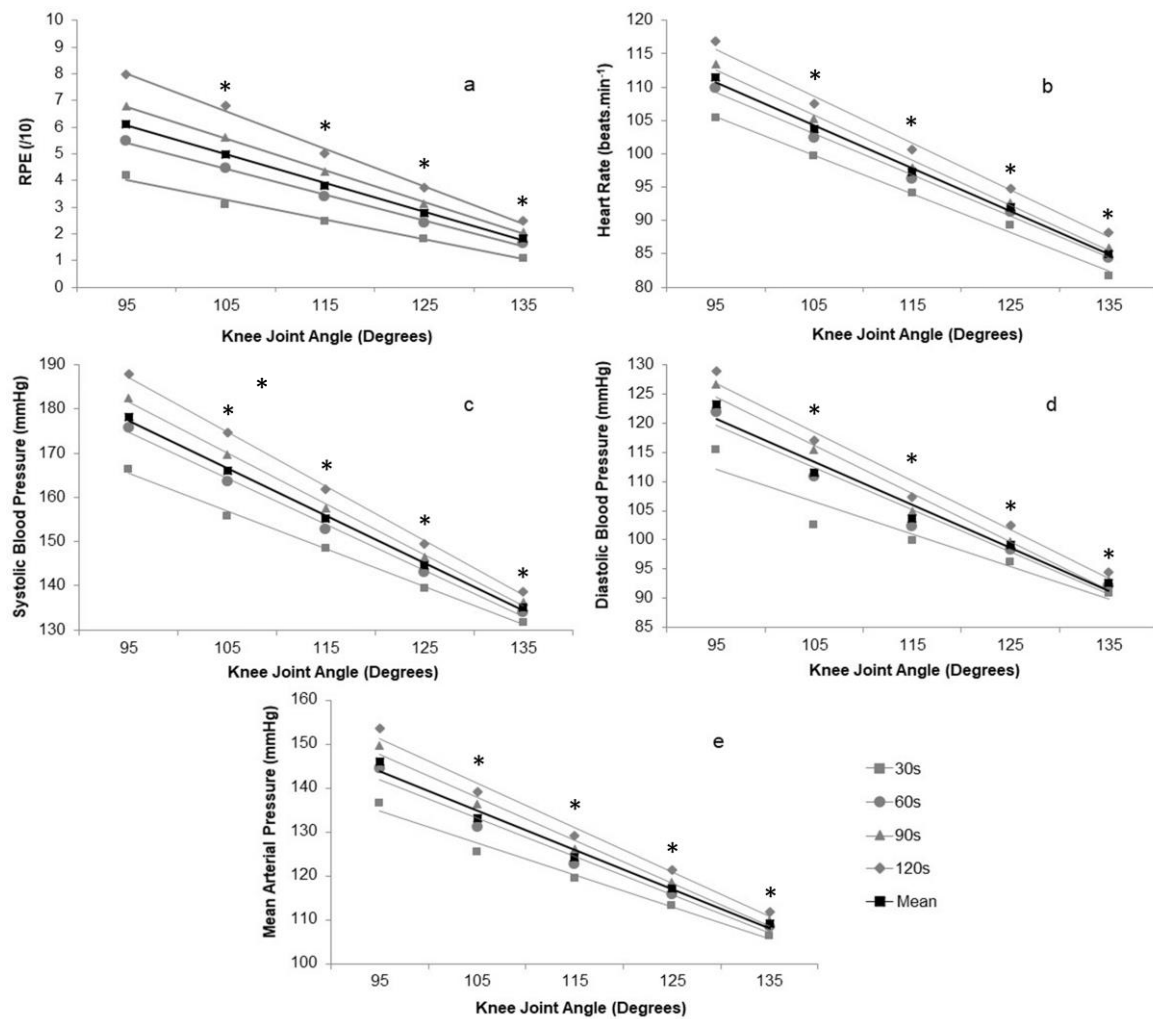 a
RPE (/10)
10
9
8
7
6
5
4
3
2
1
0
*
*
*
*
95 105 115 125 135
Knee Joint Angle (Degrees)
b
Heart Rate (beats.min⁻¹)
120
115
110
105
100
95
90
85
80
*
*
*
*
95 105 115 125 135
Knee Joint Angle (Degrees)
c
Systolic Blood Pressure (mmHg)
190
180
170
160
150
140
130
*
*
*
*
*
95 105 115 125 135
Knee Joint Angle (Degrees)
d
Diastolic Blood Pressure (mmHg)
130
125
120
115
110
105
100
95
90
85
*
*
*
*
95 105 115 125 135
Knee Joint Angle (Degrees)
e
Mean Arterial Pressure (mmHg)
160
150
140
130
120
110
100
*
*
*
*
95 105 115 125 135
Knee Joint Angle (Degrees)
30s
60s
90s
120s
Mean